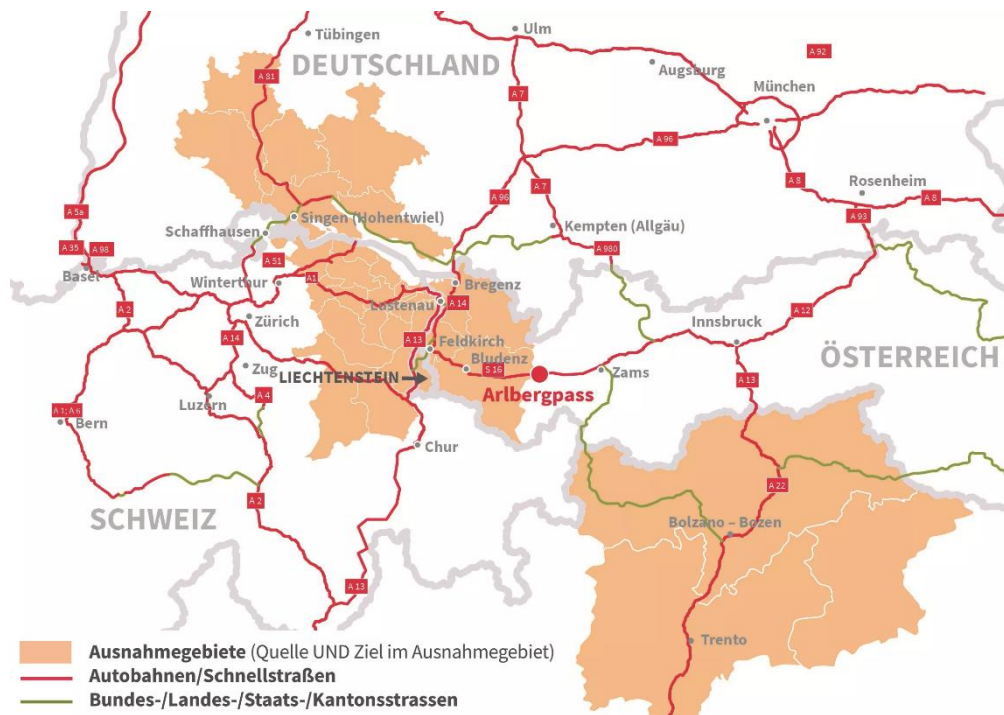 Tübingen
Ulm
DEUTSCHLAND
A 92
A 81
Augsburg
München
A 7
A 96
A 7
A 8
Rosenheim
A 96
A 8
A 5a
A 93
Singen (Hohentwiel)
Kempten (Allgäu)
Schaffhausen
A 35
A 98
A 980
A 51
Basel
Winterthur
A1
Bregenz
Lustenau
A 14
A 2
A 12
Zürich
Innsbruck
A 14
A 13
Feldkirch
ÖSTERREICH
Bludenz
Zug
S 16
LIECHTENSTEIN
Zams
A 13
A 4
Arlbergpass
Luzern
A 1; A 6
Bern
Chur
A 22
A 2
SCHWEIZ
Bolzano – Bozen
A 13
Trento
Ausnahmegebiete (Quelle UND Ziel im Ausnahmegebiet)
Autobahnen/Schnellstraßen
Bundes-/Landes-/Staats-/Kantonsstrassen